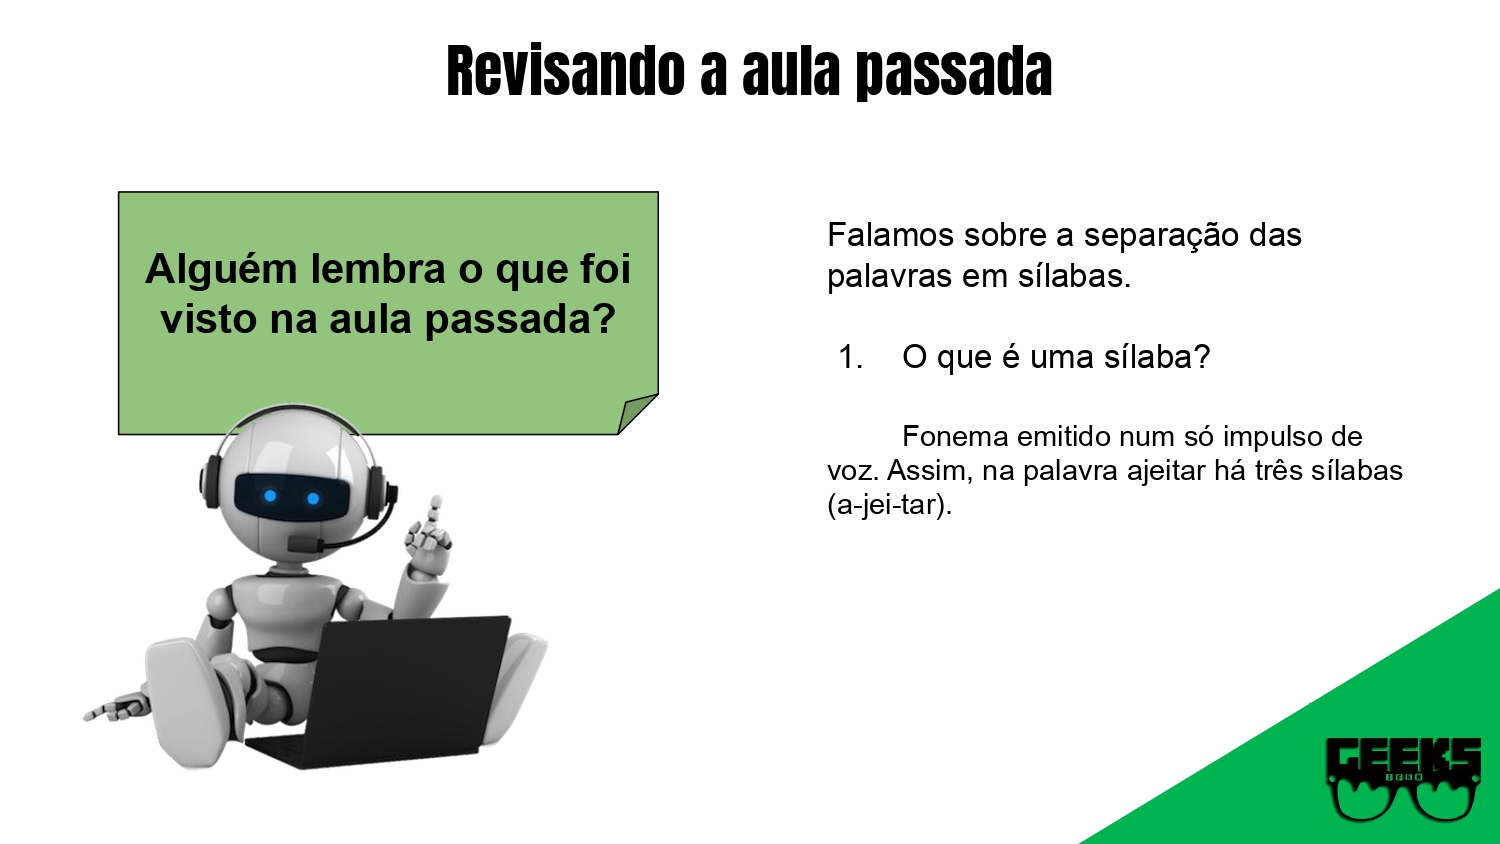 Revisando a aula passada
Alguém lembra o que foi
visto na aula passada?
Falamos sobre a separação das
palavras em sílabas.
1. O que é uma sílaba?
Fonema emitido num só impulso de
voz. Assim, na palavra ajeitar há três sílabas
(a-jei-tar).
GEEKS